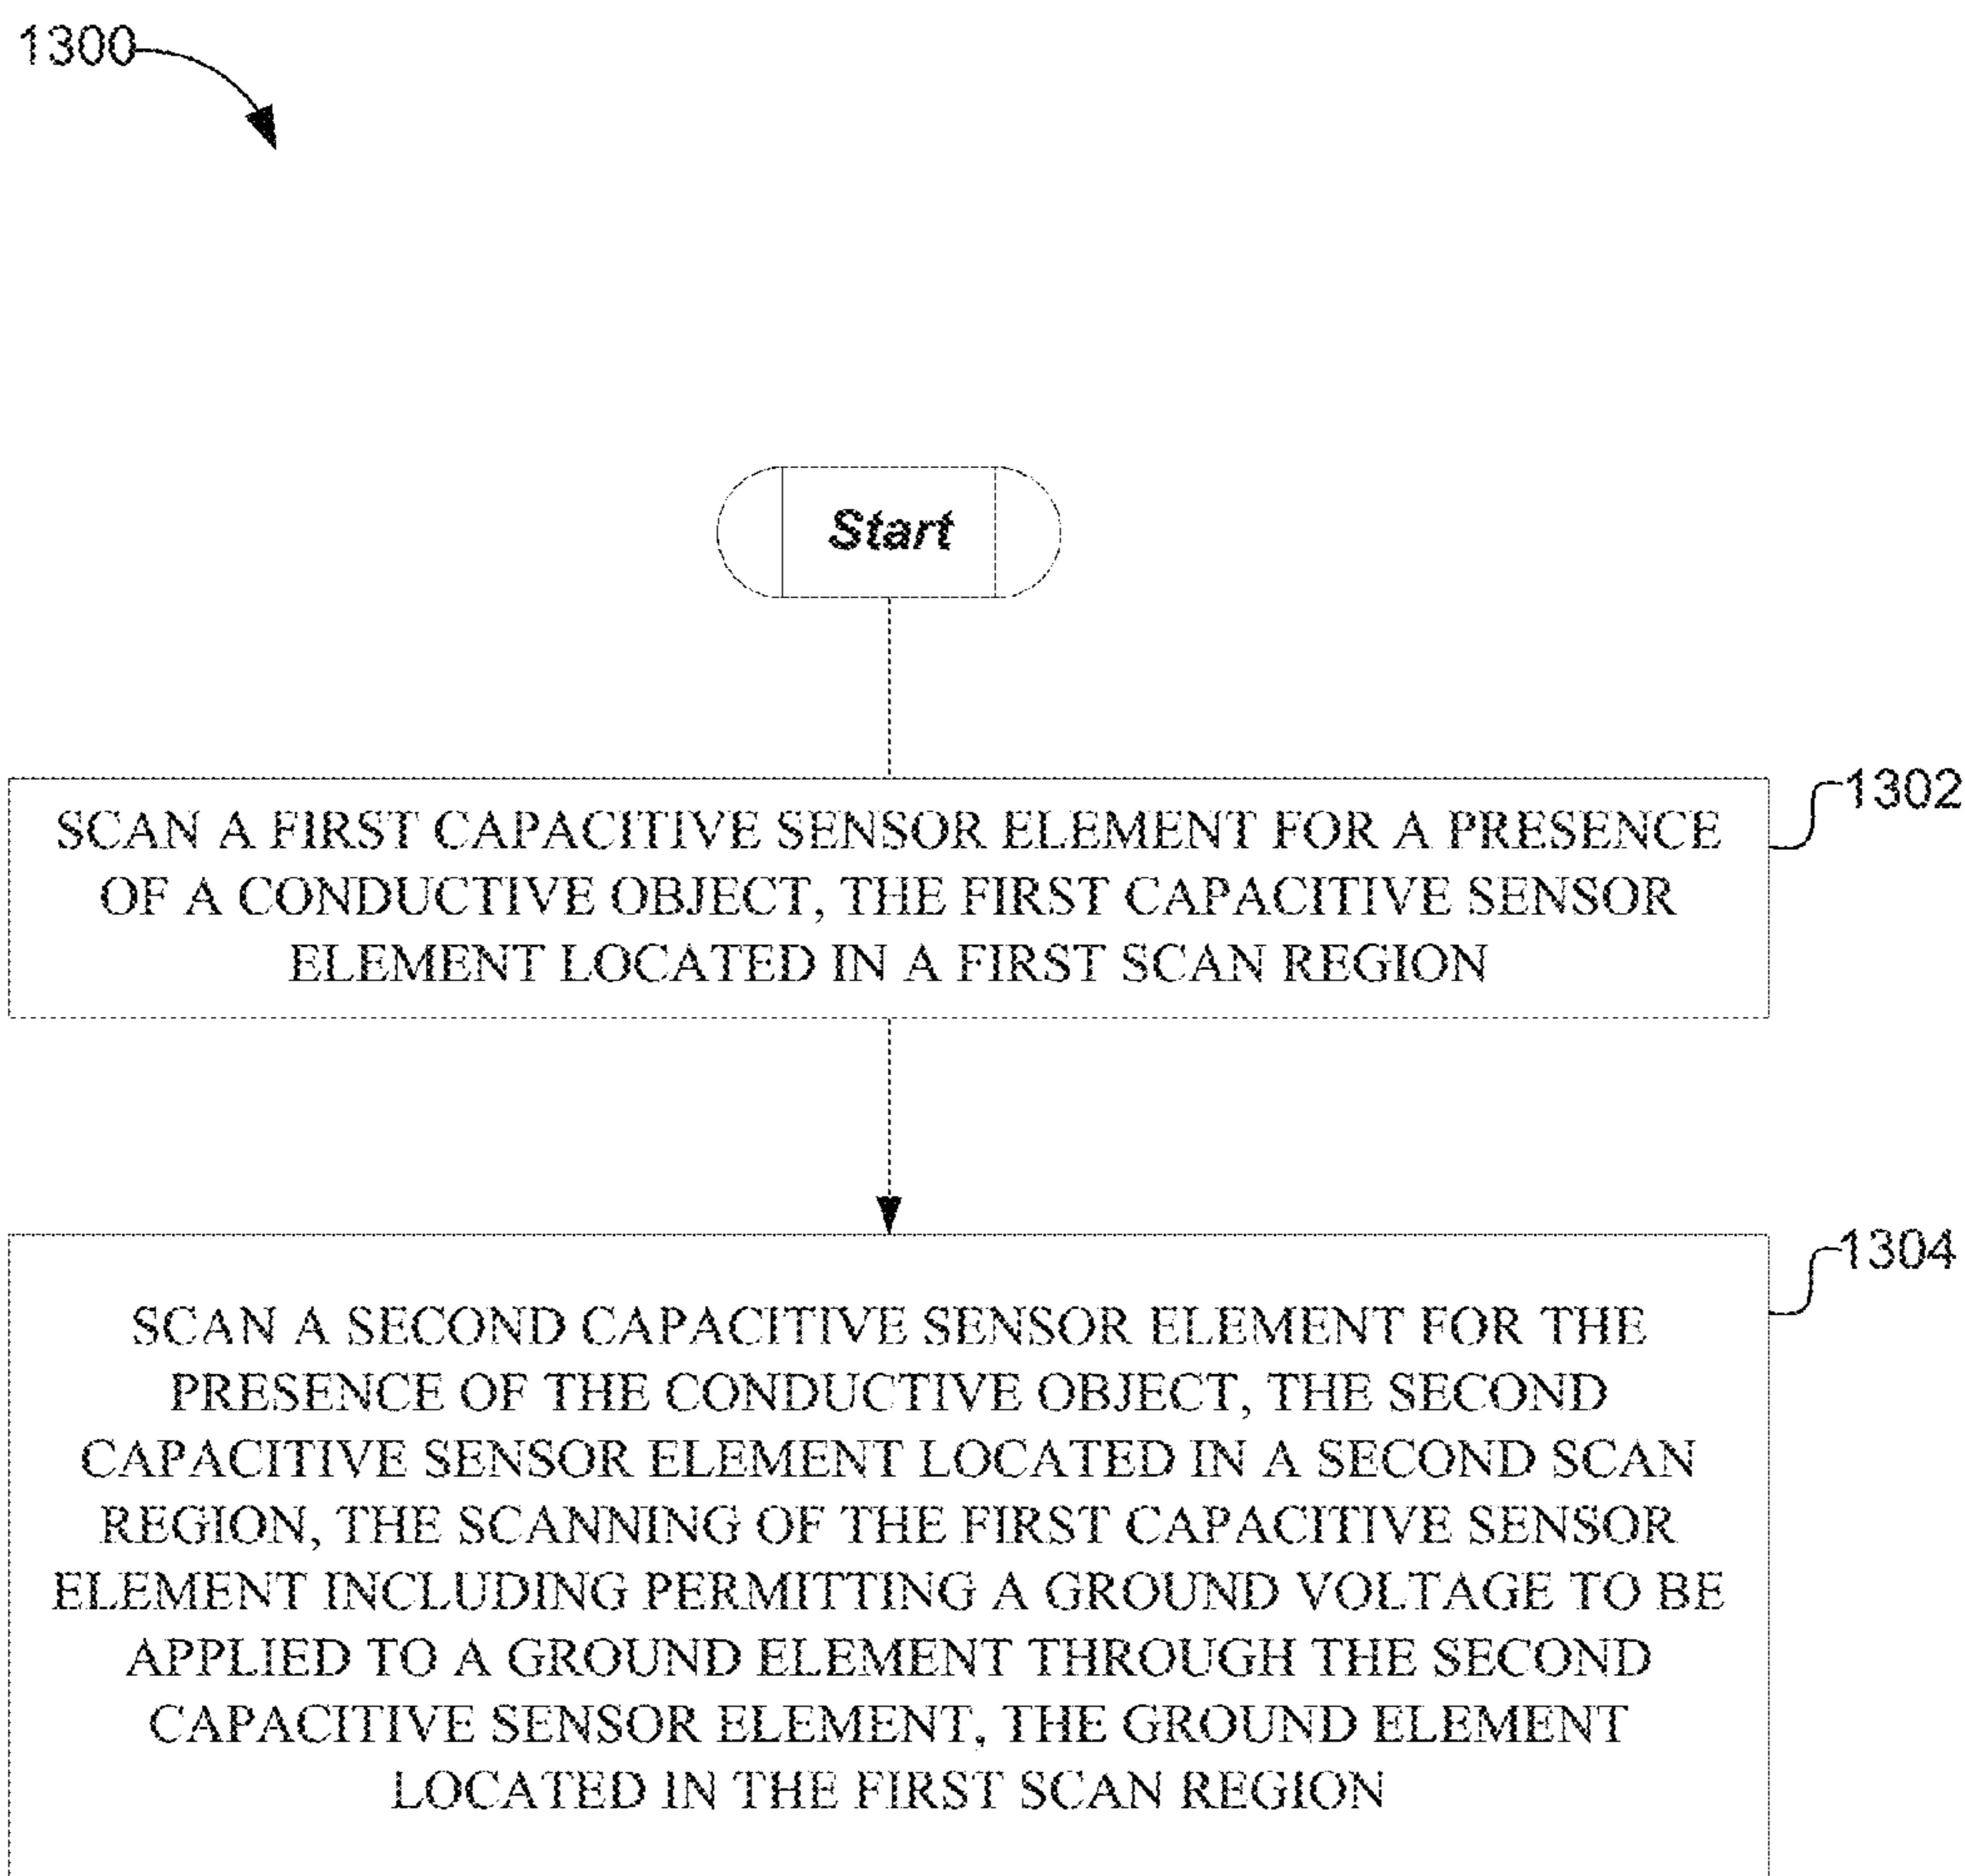 1300
Start
1302
SCAN A FIRST CAPACITIVE SENSOR ELEMENT FOR A PRESENCE
OF A CONDUCTIVE OBJECT, THE FIRST CAPACITIVE SENSOR
ELEMENT LOCATED IN A FIRST SCAN REGION
1304
SCAN A SECOND CAPACITIVE SENSOR ELEMENT FOR THE
PRESENCE OF THE CONDUCTIVE OBJECT, THE SECOND
CAPACITIVE SENSOR ELEMENT LOCATED IN A SECOND SCAN
REGION, THE SCANNING OF THE FIRST CAPACITIVE SENSOR
ELEMENT INCLUDING PERMITTING A GROUND VOLTAGE TO BE
APPLIED TO A GROUND ELEMENT THROUGH THE SECOND
CAPACITIVE SENSOR ELEMENT, THE GROUND ELEMENT
LOCATED IN THE FIRST SCAN REGION